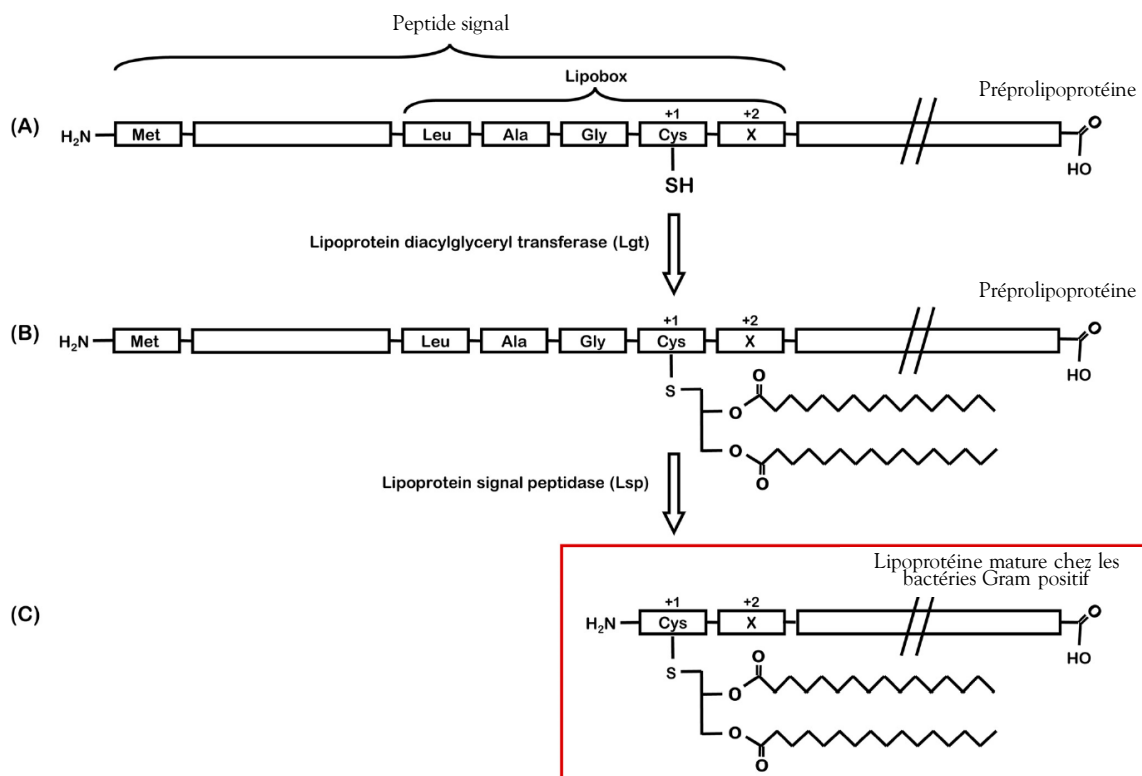 Peptide signal
Lipobox
Préprolipoprotéine
(A)
H₂N
Met
Leu
Ala
Gly
+1
Cys
+2
X
O
HO
SH
Lipoprotein diacylglyceryl transferase (Lgt)
Préprolipoprotéine
(B)
H₂N
Met
Leu
Ala
Gly
+1
Cys
+2
X
O
HO
S
O
O
O
O
Lipoprotein signal peptidase (Lsp)
Lipoprotéine mature chez les
bactéries Gram positif
(C)
H₂N
+1
Cys
+2
X
O
HO
S
O
O
O
O